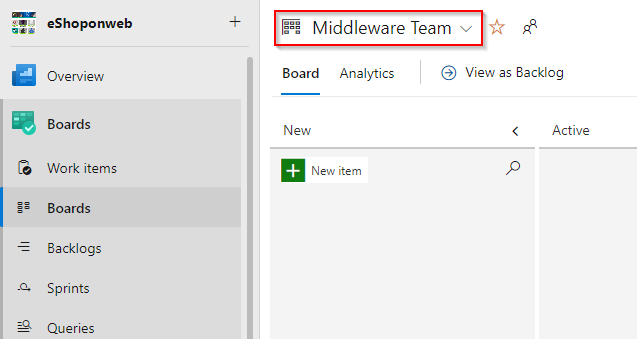 eShoponweb
Overview
Boards
Work items
Boards
Backlogs
Sprints
Queries
Middleware Team
Board Analytics View as Backlog
New Active
New item